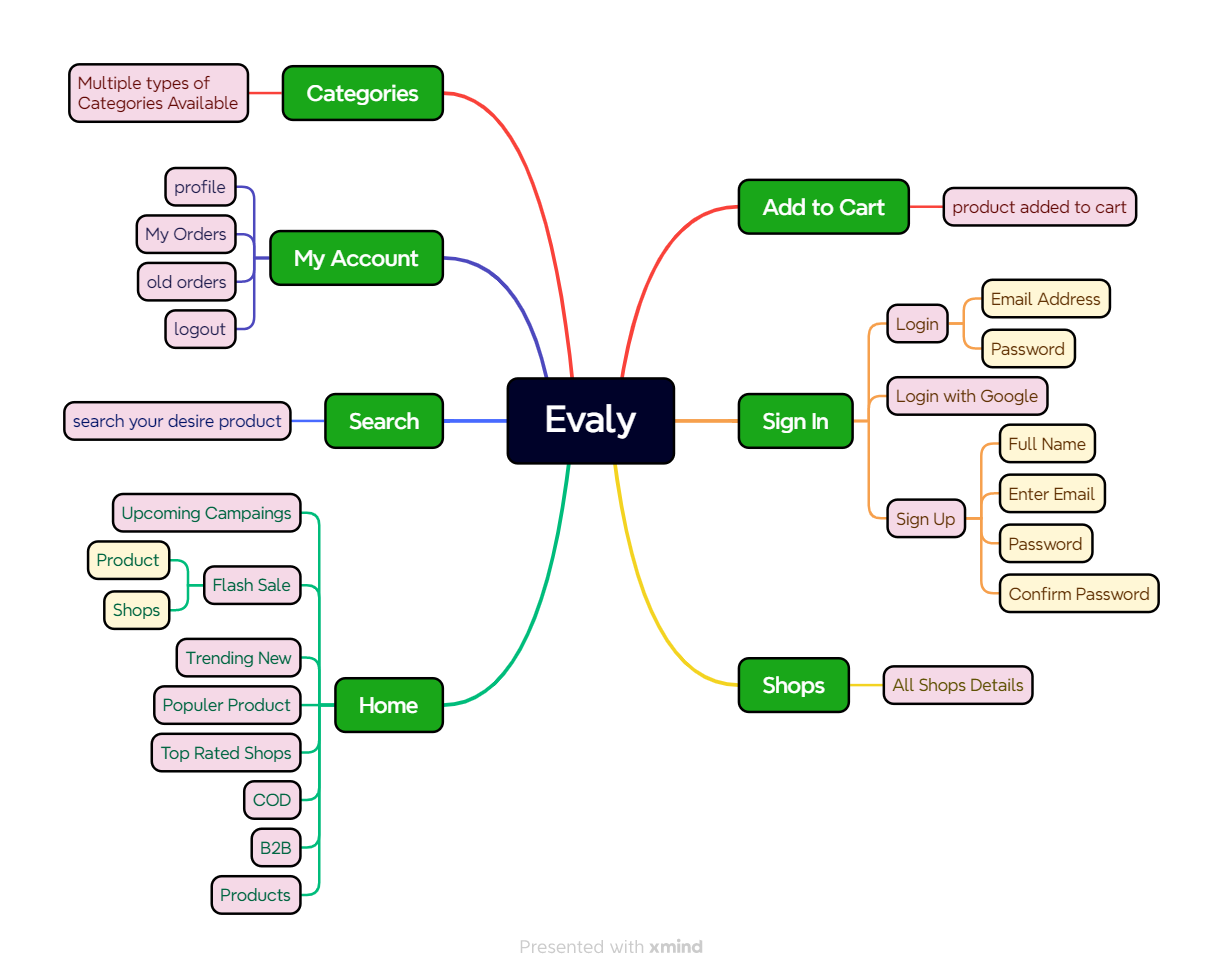 Evaly
Add to Cart
product added to cart
Sign In
Login
Email Address
Password
Login with Google
Sign Up
Full Name
Enter Email
Password
Confirm Password
Shops
All Shops Details
Categories
Multiple types of
Categories Available
My Account
profile
My Orders
old orders
logout
Search
search your desire product
Home
Upcoming Campaings
Flash Sale
Product
Shops
Trending New
Populer Product
Top Rated Shops
COD
B2B
Products
Presented with xmind